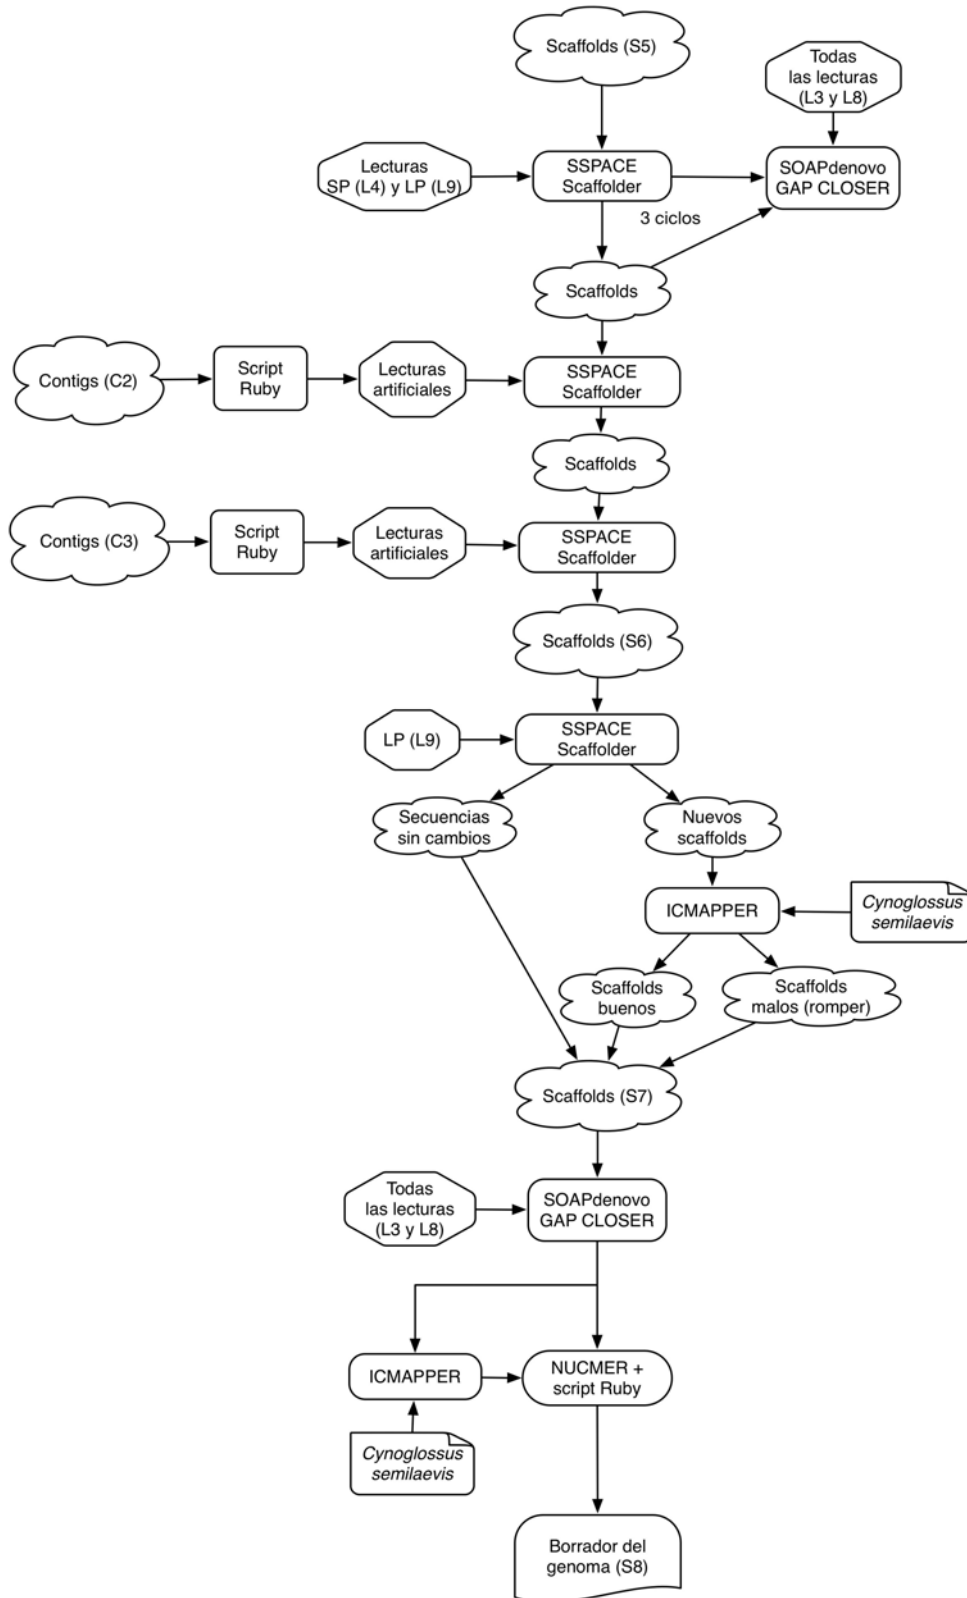 Scaffolds (S5)
Todas
las lecturas
(L3 y L8)
Lecturas
SP (L4) y LP (L9)
SSPACE
Scaffolder
SOAPdenovo
GAP CLOSER
3 ciclos
Scaffolds
Contigs (C2)
Script
Ruby
Lecturas
artificiales
SSPACE
Scaffolder
Scaffolds
Contigs (C3)
Script
Ruby
Lecturas
artificiales
SSPACE
Scaffolder
Scaffolds (S6)
LP (L9)
SSPACE
Scaffolder
Secuencias
sin cambios
Nuevos
scaffolds
ICMAPPER
Cynoglossus
semilaevis
Scaffolds
buenos
Scaffolds
malos (romper)
Scaffolds (S7)
Todas
las lecturas
(L3 y L8)
SOAPdenovo
GAP CLOSER
ICMAPPER
NUCMER +
script Ruby
Cynoglossus
semilaevis
Borrador del
genoma (S8)